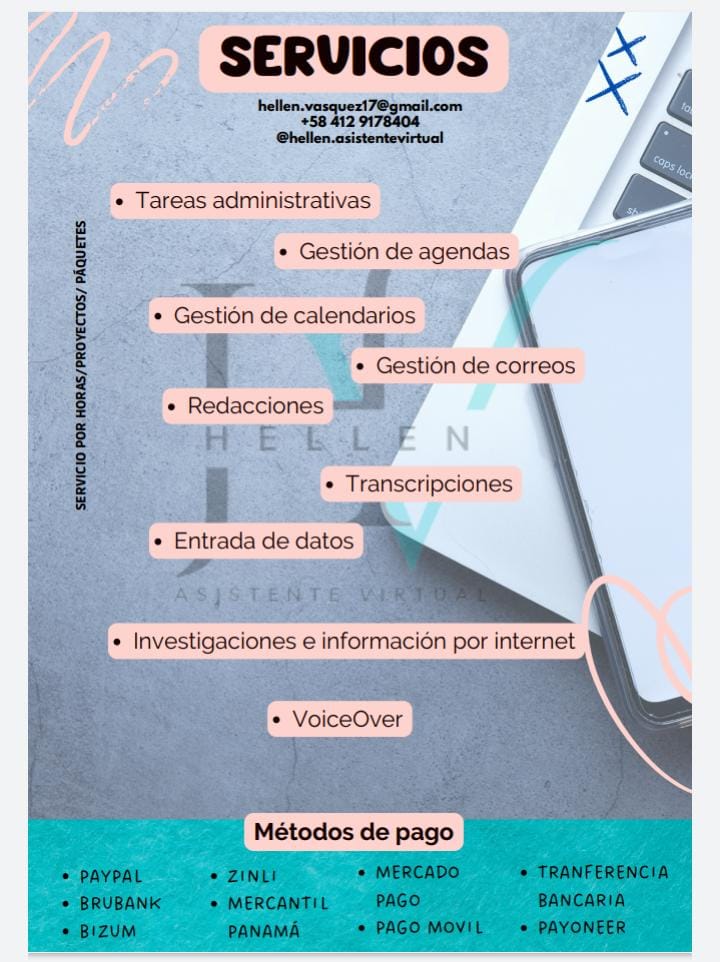 SERVICIOS
hellen.vasquez17@gmail.com
+58 412 9178404
@hellen.asistentevirtual
SERVICIO POR HORAS/PROYECTOS/ PÁQUETES
• Tareas administrativas
• Gestión de agendas
• Gestión de calendarios
• Gestión de correos
• Redacciones
HELLEN
• Transcripciones
• Entrada de datos
ASISTENTE VIRTUAL
• Investigaciones e información por internet
• VoiceOver
caps lock
Métodos de pago
• PAYPAL
• BRUBANK
• BIZUM
• ZINLI
• MERCANTIL
PANAMÁ
• MERCADO
PAGO
• PAGO MOVIL
• TRANFERENCIA
BANCARIA
• PAYONEER